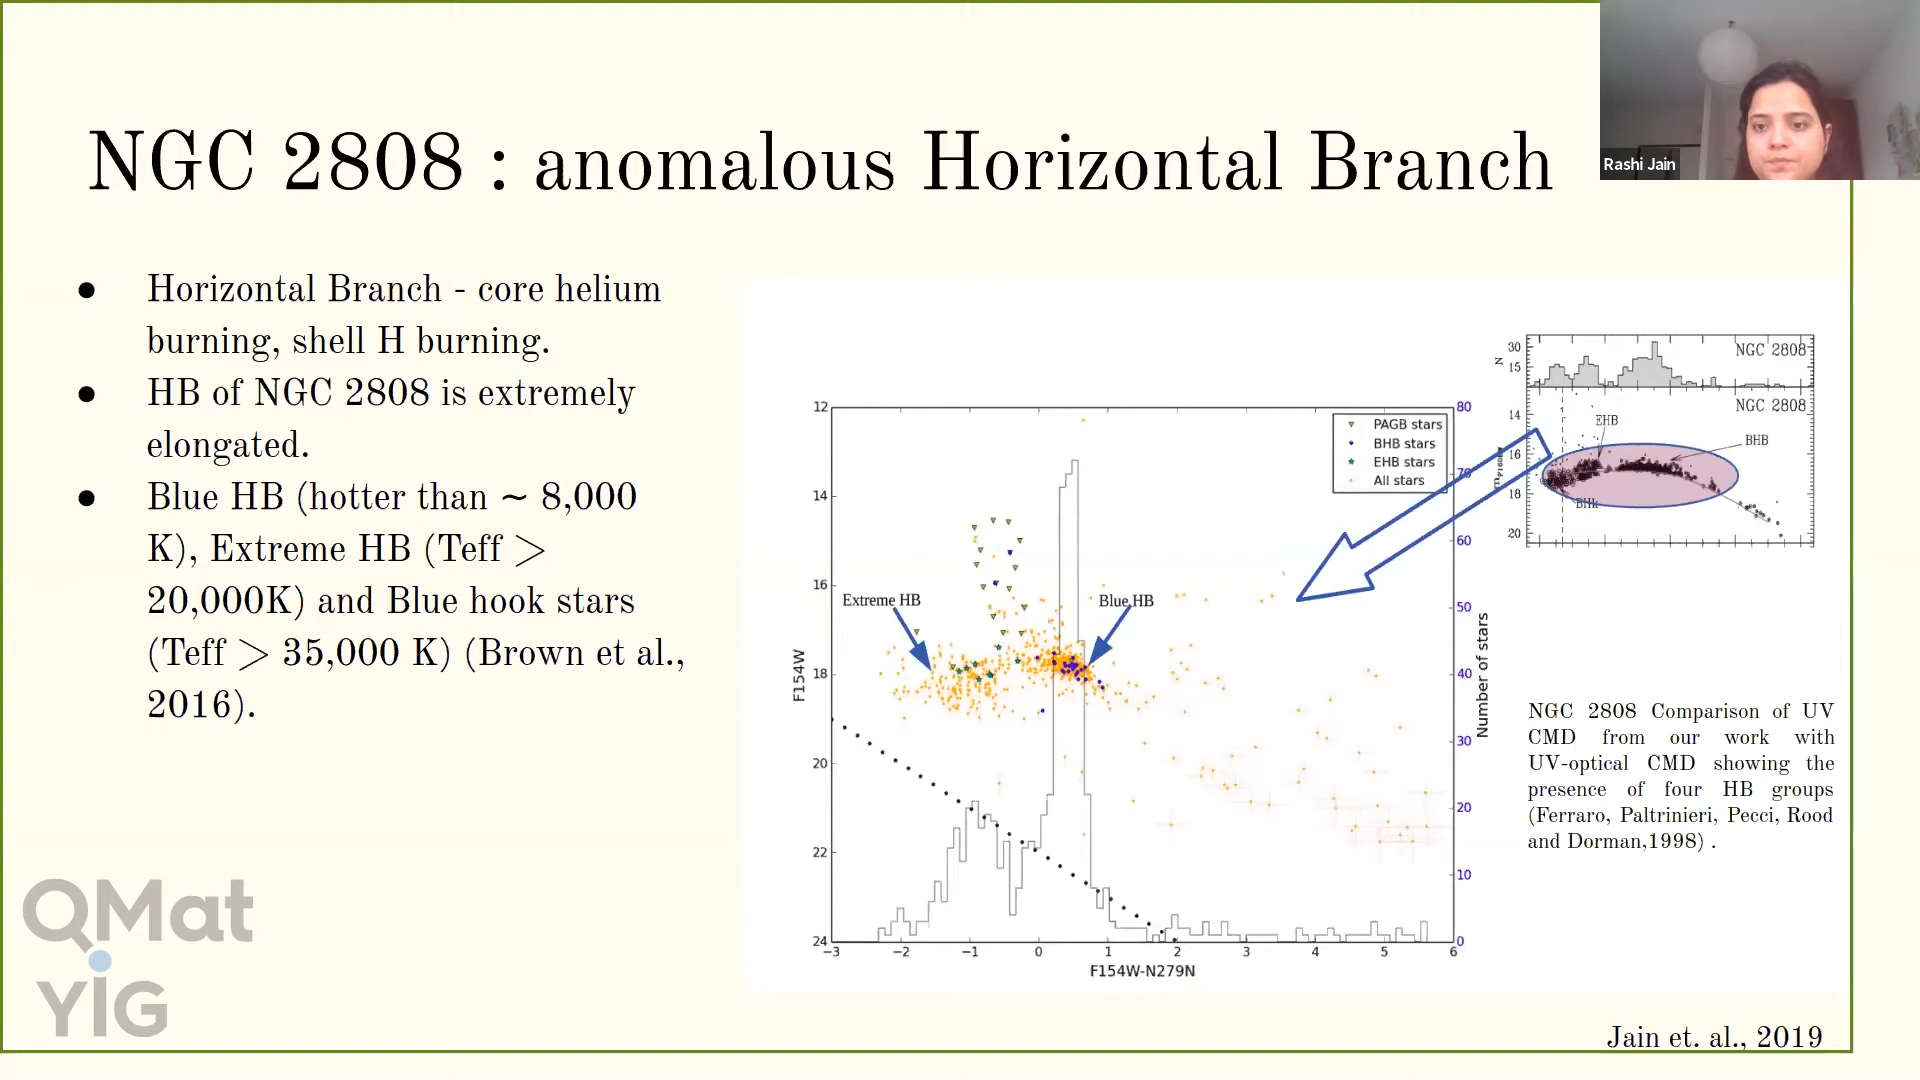 NGC 2808 : anomalous Horizontal Branch
Rashi Jain
● Horizontal Branch - core helium
burning, shell H burning.
● HB of NGC 2808 is extremely
elongated.
● Blue HB (hotter than ~ 8,000
K), Extreme HB (Teff >
20,000K) and Blue hook stars
(Teff > 35,000 K) (Brown et al.,
2016).
PAGB stars
BHB stars
EHB stars
All stars
Extreme HB
Blue HB
12
14
16
18
20
22
24
F154W
−3 −2 −1 0 1 2 3 4 5 6
F154W-N279N
80
70
60
50
40
30
20
10
0
Number of stars
N
30
15
NGC 2808
NGC 2808
14
16
18
20
EHB
BHB
BHk
NGC 2808 Comparison of UV
CMD from our work with
UV-optical CMD showing the
presence of four HB groups
(Ferraro, Paltrinieri, Pecci, Rood
and Dorman,1998) .
QMat
YIG
Jain et. al., 2019